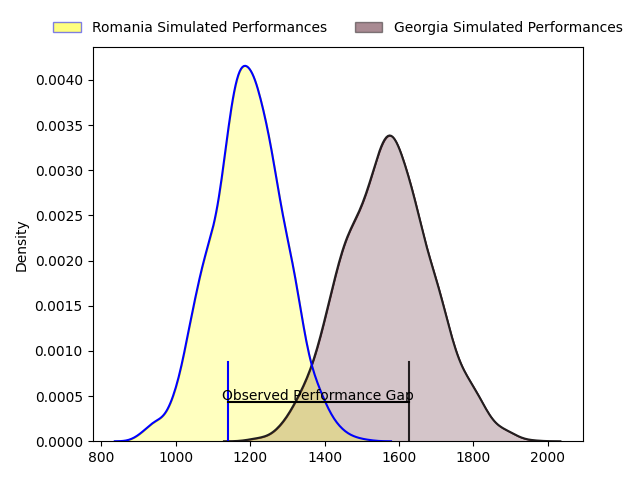 Romania Simulated Performances Georgia Simulated Performances
0.0040
0.0035
0.0030
0.0025
0.0020
0.0015
0.0010
0.0005
0.0000
Density
Observed Performance Gap
800 1000 1200 1400 1600 1800 2000